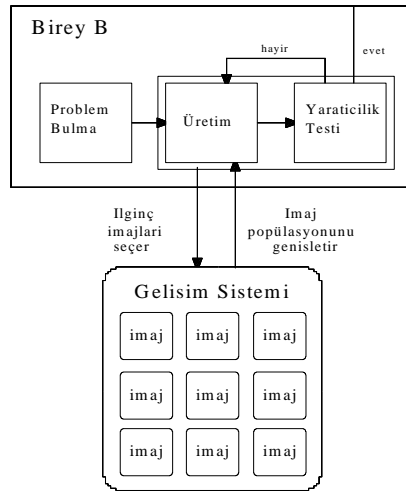 Birey B
hayir
evet
Problem
Bulma
Üretim
Yaraticilik
Testi
Ilginç
imajlari
seçer
Imaj
popülasyonunu
genisletir
Gelisim Sistemi
imaj imaj imaj
imaj imaj imaj
imaj imaj imaj